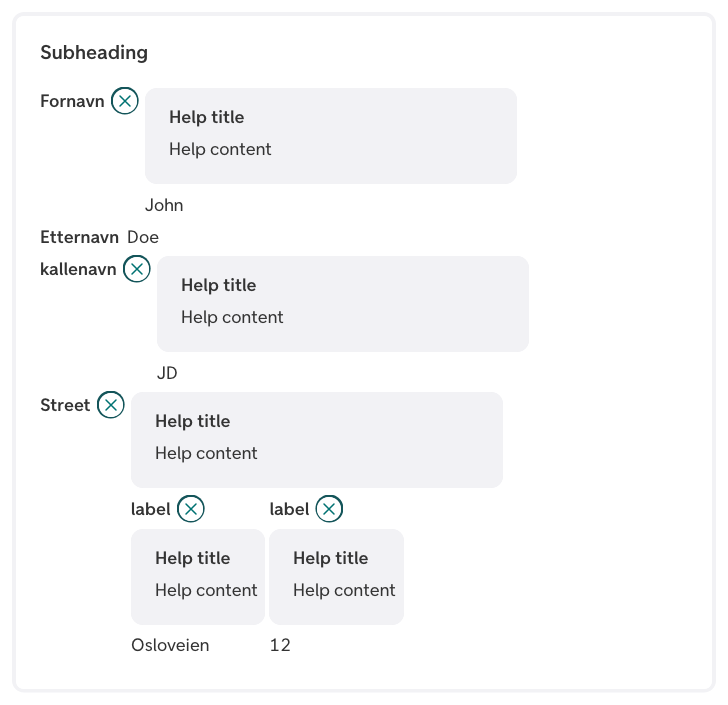 Subheading
Fornavn
Help title
Help content
John
Etternavn Doe
kallenavn
Help title
Help content
JD
Street
Help title
Help content
label label
Help title Help title
Help content Help content
Osloveien 12